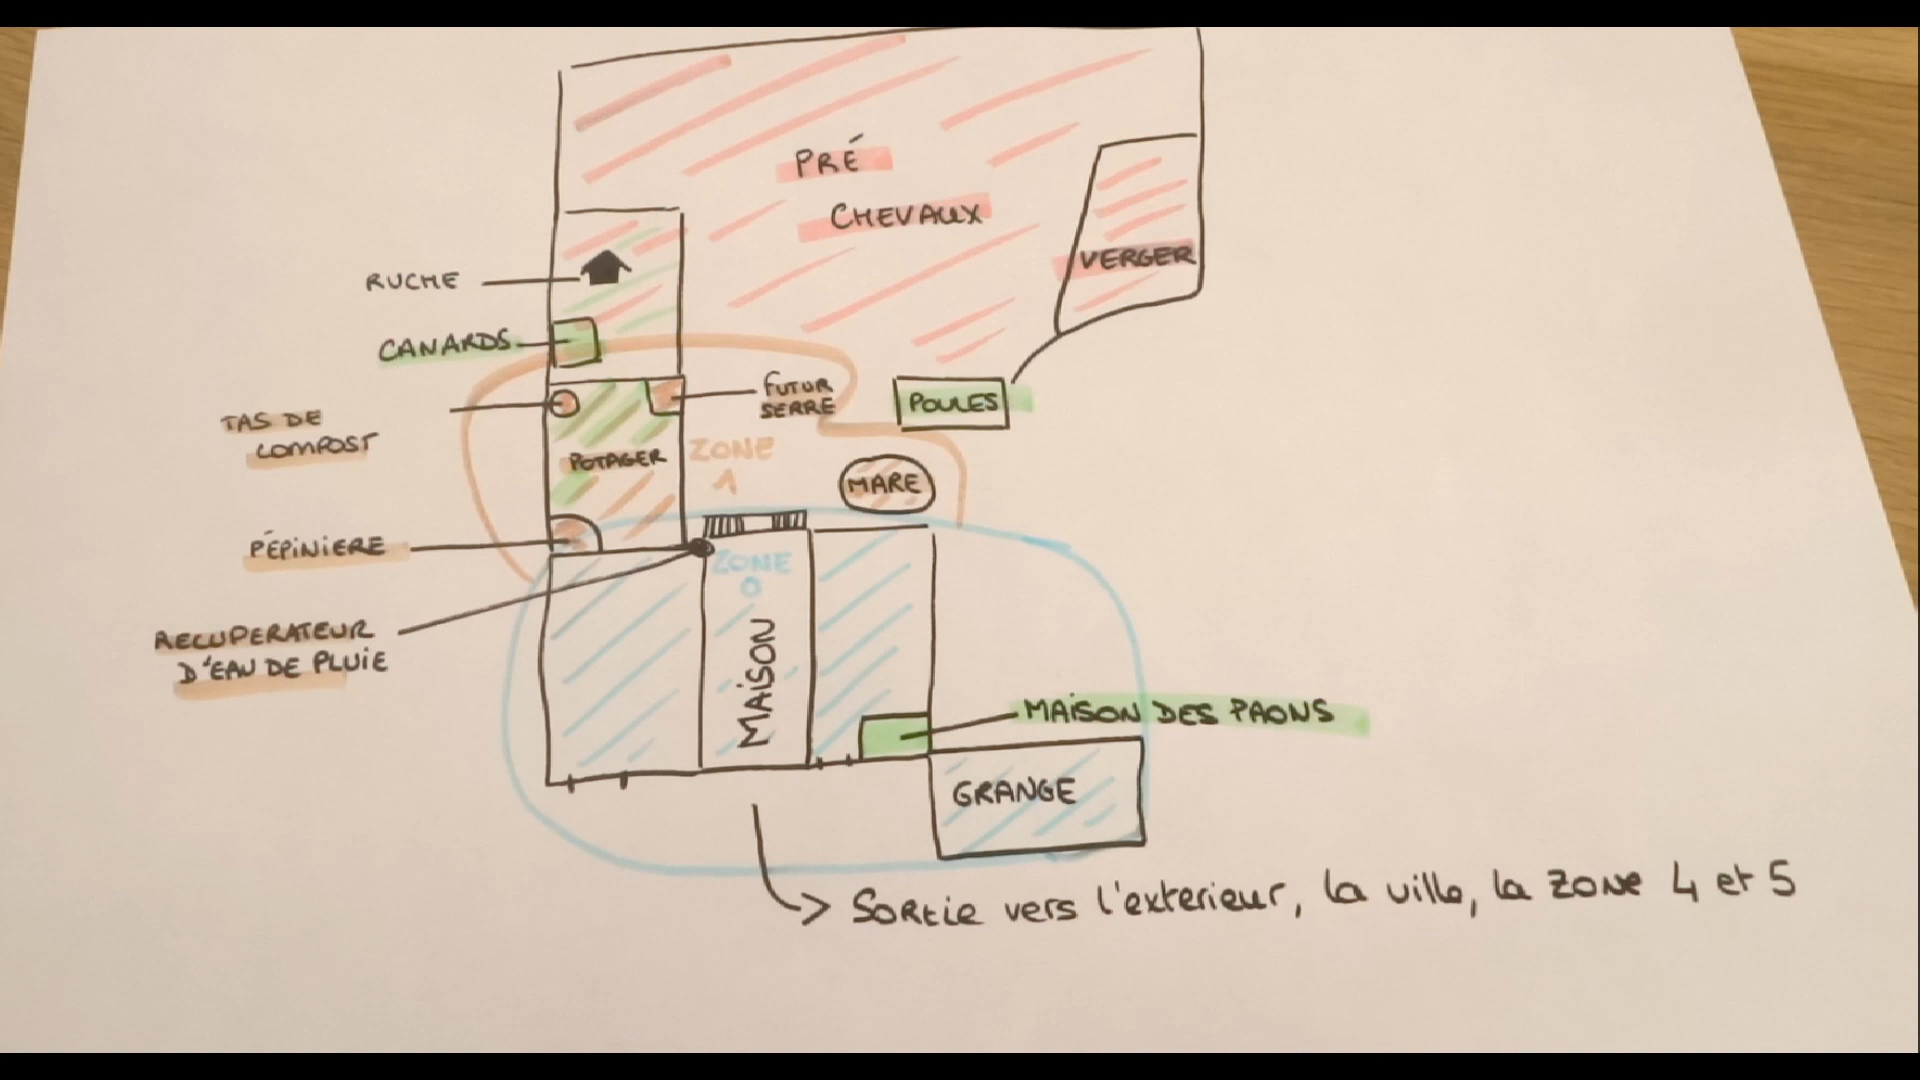 PRÉ
CHEVAUX
VERGER
RUCHE
CANARDS
TAS DE
COMPOST
FUTUR
SERRE
POULES
POTAGER
ZONE
1
MARE
PÉPINIERE
ZONE
0
RECUPERATEUR
D'EAU DE PLUIE
MAISON
MAISON DES PAONS
GRANGE
Sortie vers l'exterieur, la ville, la zone 4 et 5